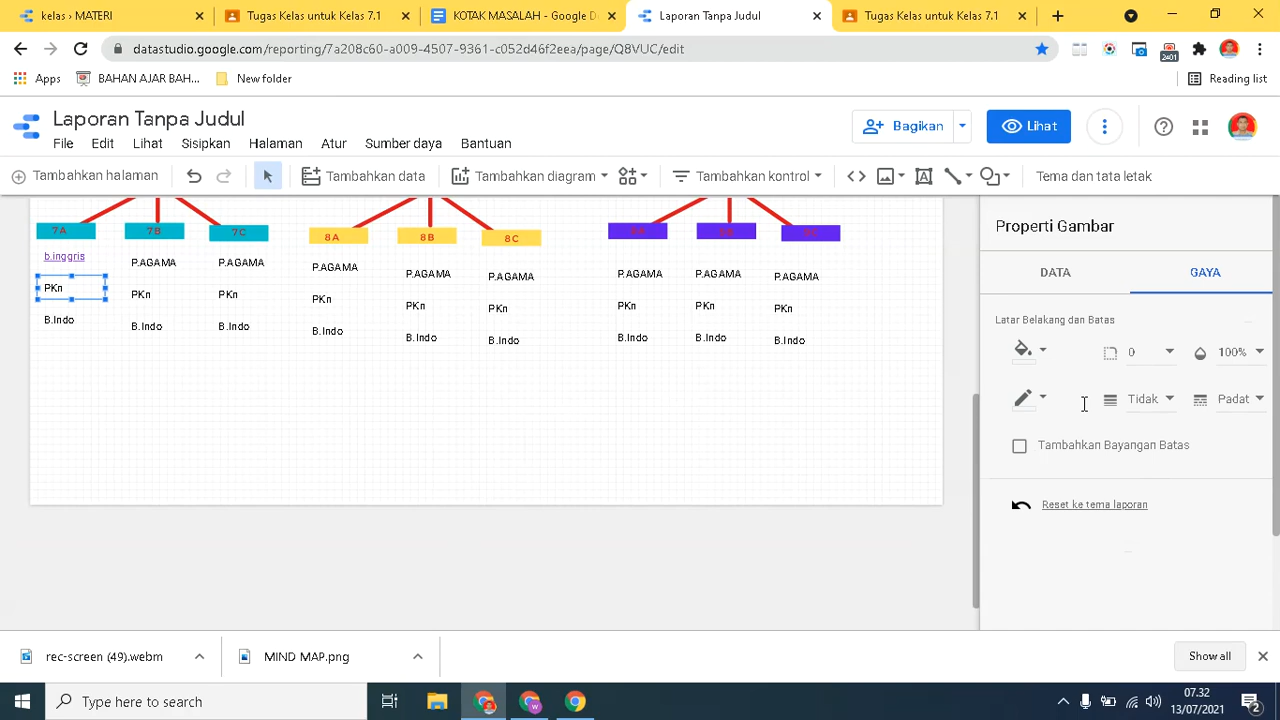 kelas › MATERI
Tugas Kelas untuk Kelas 7.1
KOTAK MASALAH - Google D
Laporan Tanpa Judul
Tugas Kelas untuk Kelas 7.1
datastudio.google.com/reporting/7a208c60-a009-4507-9361-c052d46f2eea/page/Q8VUC/edit
2401
Apps
BAHAN AJAR BAH...
New folder
Reading list
Laporan Tanpa Judul
Bagikan
Lihat
File Edit Lihat Sisipkan Halaman Atur Sumber daya Bantuan
Tambahkan halaman
Tambahkan data
Tambahkan diagram
Tambahkan kontrol
Tema dan tata letak
7A 7B 7C 8A 8B 8C
b.inggris P.AGAMA P.AGAMA P.AGAMA P.AGAMA P.AGAMA P.AGAMA P.AGAMA P.AGAMA
PKn PKn PKn PKn PKn PKn PKn PKn PKn
B.Indo B.Indo B.Indo B.Indo B.Indo B.Indo B.Indo B.Indo B.Indo
Properti Gambar
DATA GAYA
Latar Belakang dan Batas
0 100%
Tidak Padat
Tambahkan Bayangan Batas
Reset ke tema laporan
rec-screen (49).webm
MIND MAP.png
Show all
Type here to search
07.32
13/07/2021
2